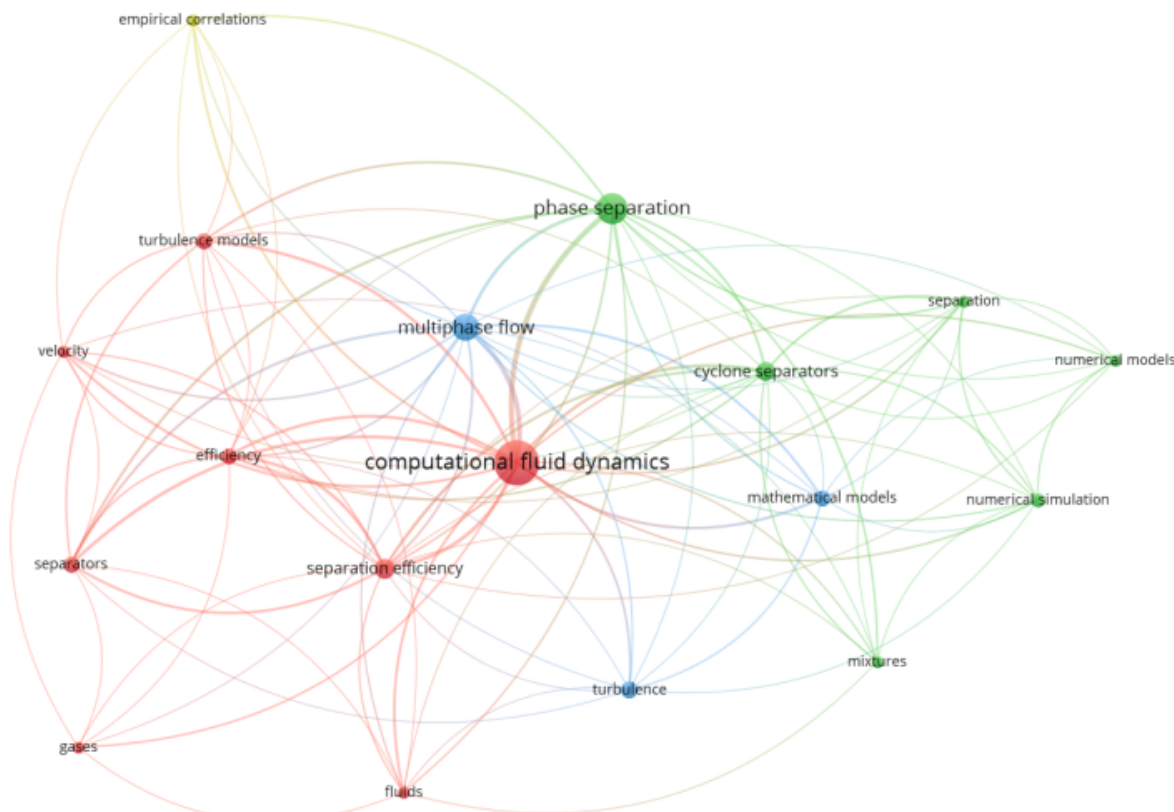 empirical correlations
phase separation
turbulence models
separation
multiphase flow
velocity
numerical models
cyclone separators
efficiency
computational fluid dynamics
mathematical models
numerical simulation
separators
separation efficiency
mixtures
turbulence
gases
fluids